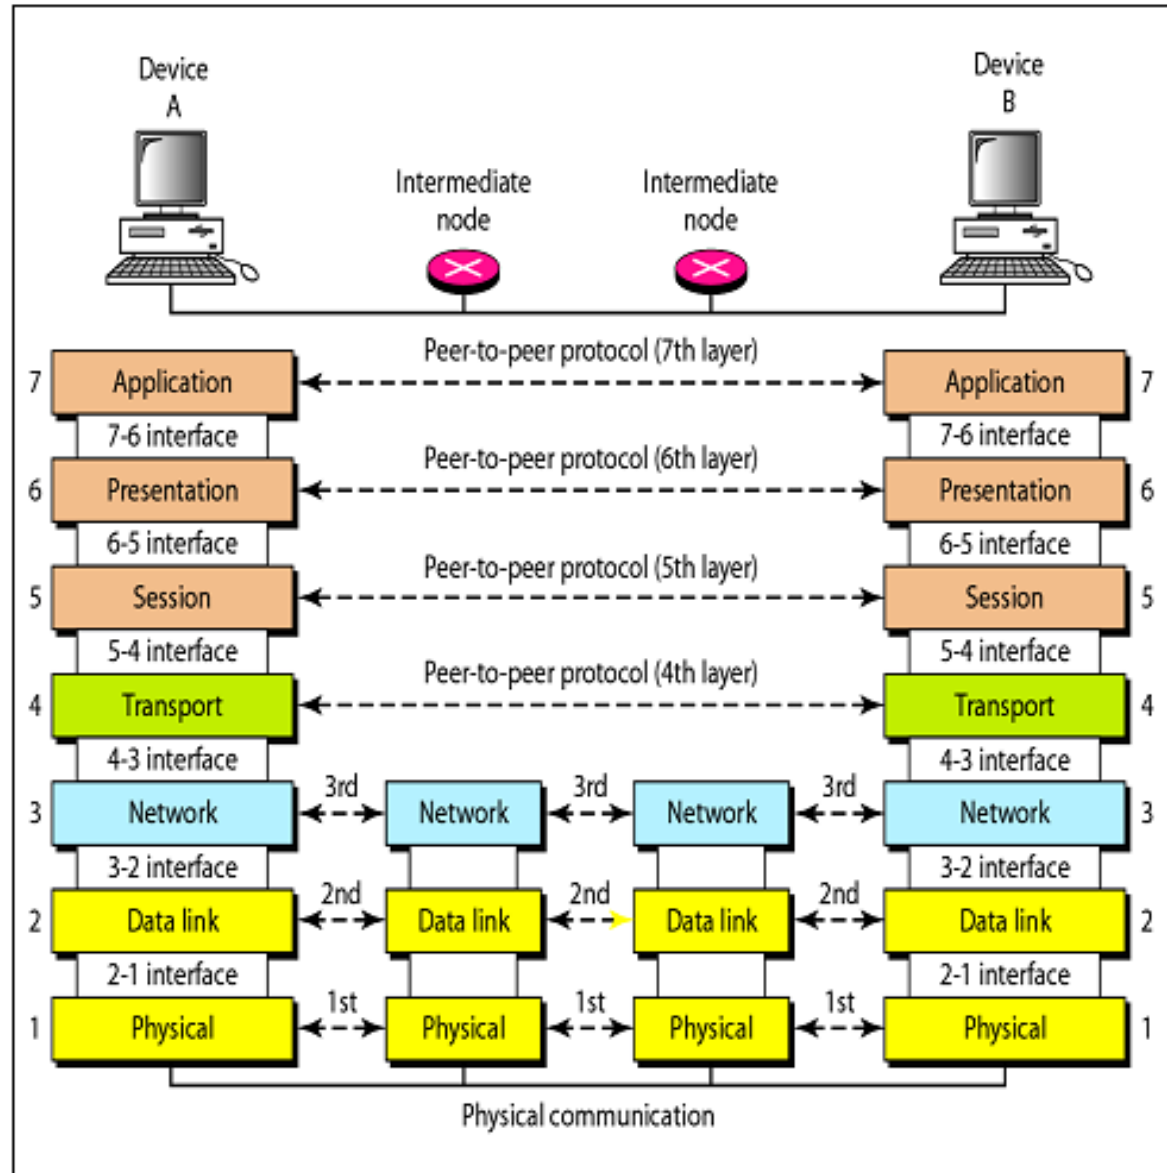 Device
A
Device
B
Intermediate
node
Intermediate
node
Peer-to-peer protocol (7th layer)
7 Application Application 7
7-6 interface 7-6 interface
Peer-to-peer protocol (6th layer)
6 Presentation Presentation 6
6-5 interface 6-5 interface
Peer-to-peer protocol (5th layer)
5 Session Session 5
5-4 interface 5-4 interface
Peer-to-peer protocol (4th layer)
4 Transport Transport 4
4-3 interface 4-3 interface
3rd 3rd 3rd
3 Network Network Network Network 3
3-2 interface 3-2 interface
2nd 2nd 2nd
2 Data link Data link Data link Data link 2
2-1 interface 2-1 interface
1st 1st 1st
1 Physical Physical Physical Physical 1
Physical communication